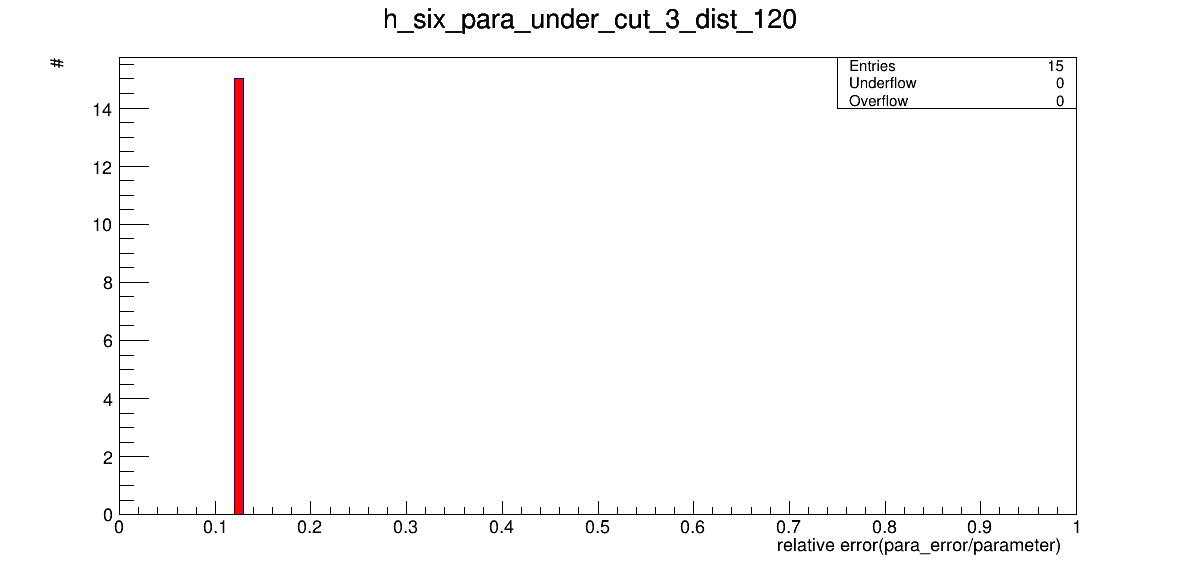 h_six_para_under_cut_3_dist_120
#
Entries 15
Underflow 0
Overflow 0
14
12
10
8
6
4
2
0
0 0.1 0.2 0.3 0.4 0.5 0.6 0.7 0.8 0.9 1
relative error(para_error/parameter)